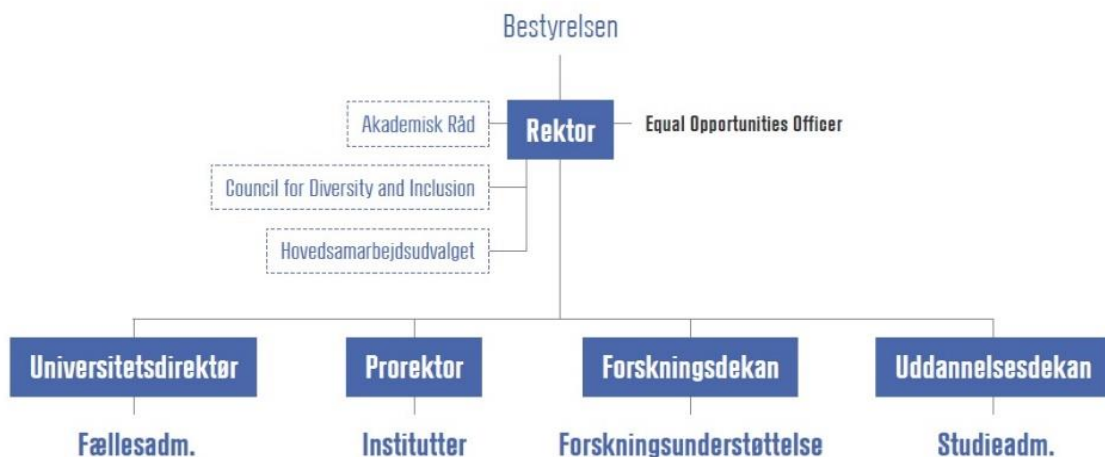 Bestyrelsen
Akademisk Råd
Rektor
Equal Opportunities Officer
Council for Diversity and Inclusion
Hovedsamarbejdsudvalget
Universitetsdirektør
Prorektor
Forskningsdekan
Uddannelsesdekan
Fællesadm.
Institutter
Forskningsunderstøttelse
Studieadm.